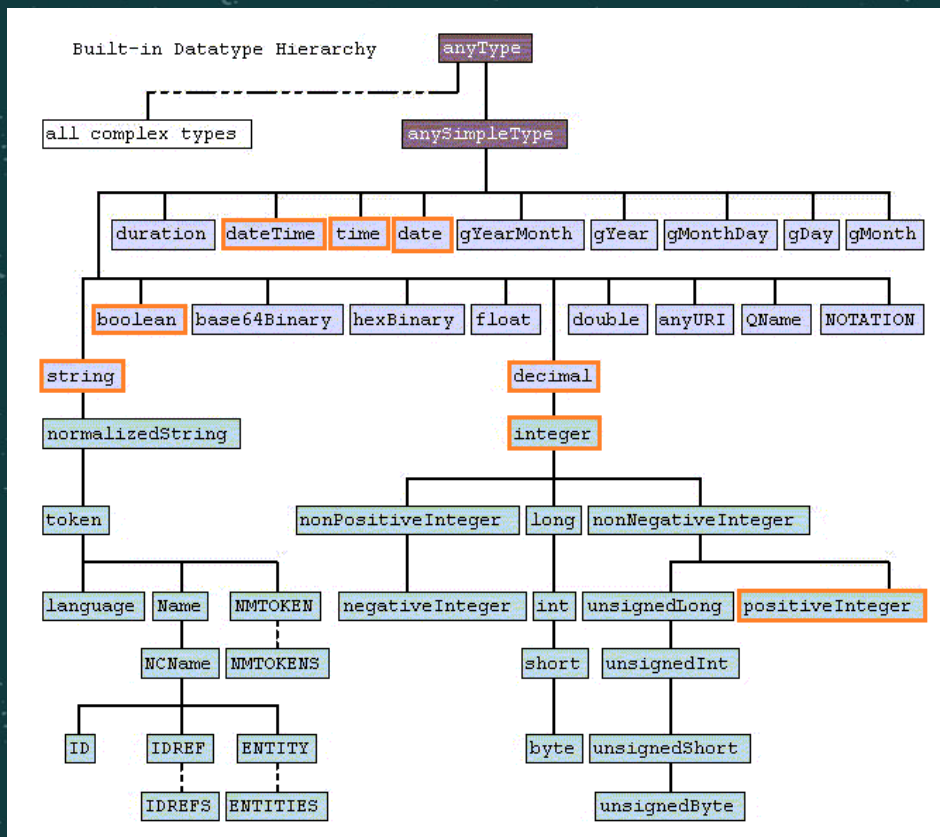 Built-in Datatype Hierarchy anyType
all complex types anySimpleType
duration dateTime time date gYearMonth gYear gMonthDay gDay gMonth
boolean base64Binary hexBinary float double anyURI QName NOTATION
string decimal
normalizedString integer
token nonPositiveInteger long nonNegativeInteger
language Name NMTOKEN negativeInteger int unsignedLong positiveInteger
NCName NMTOKENS short unsignedInt
ID IDREF ENTITY byte unsignedShort
IDREFS ENTITIES unsignedByte